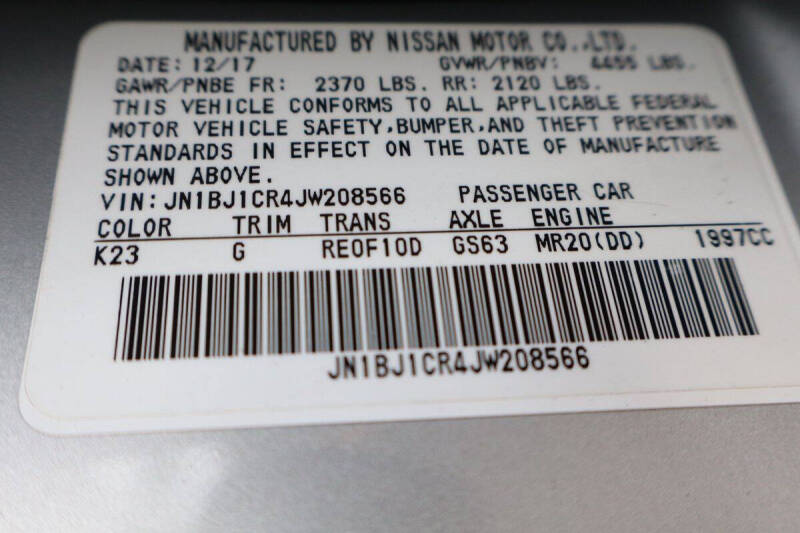 MANUFACTURED BY NISSAN MOTOR CO.,LTD.
DATE: 12/17 GVWR/PNBV: 4455 LBS.
GAWR/PNBE FR: 2370 LBS. RR: 2120 LBS.
THIS VEHICLE CONFORMS TO ALL APPLICABLE FEDERAL
MOTOR VEHICLE SAFETY,BUMPER,AND THEFT PREVENTION
STANDARDS IN EFFECT ON THE DATE OF MANUFACTURE
SHOWN ABOVE.
VIN:JN1BJ1CR4JW208566 PASSENGER CAR
COLOR TRIM TRANS AXLE ENGINE
K23 G RE0F10D GS63 MR20(DD) 1997CC
JN1BJ1CR4JW208566